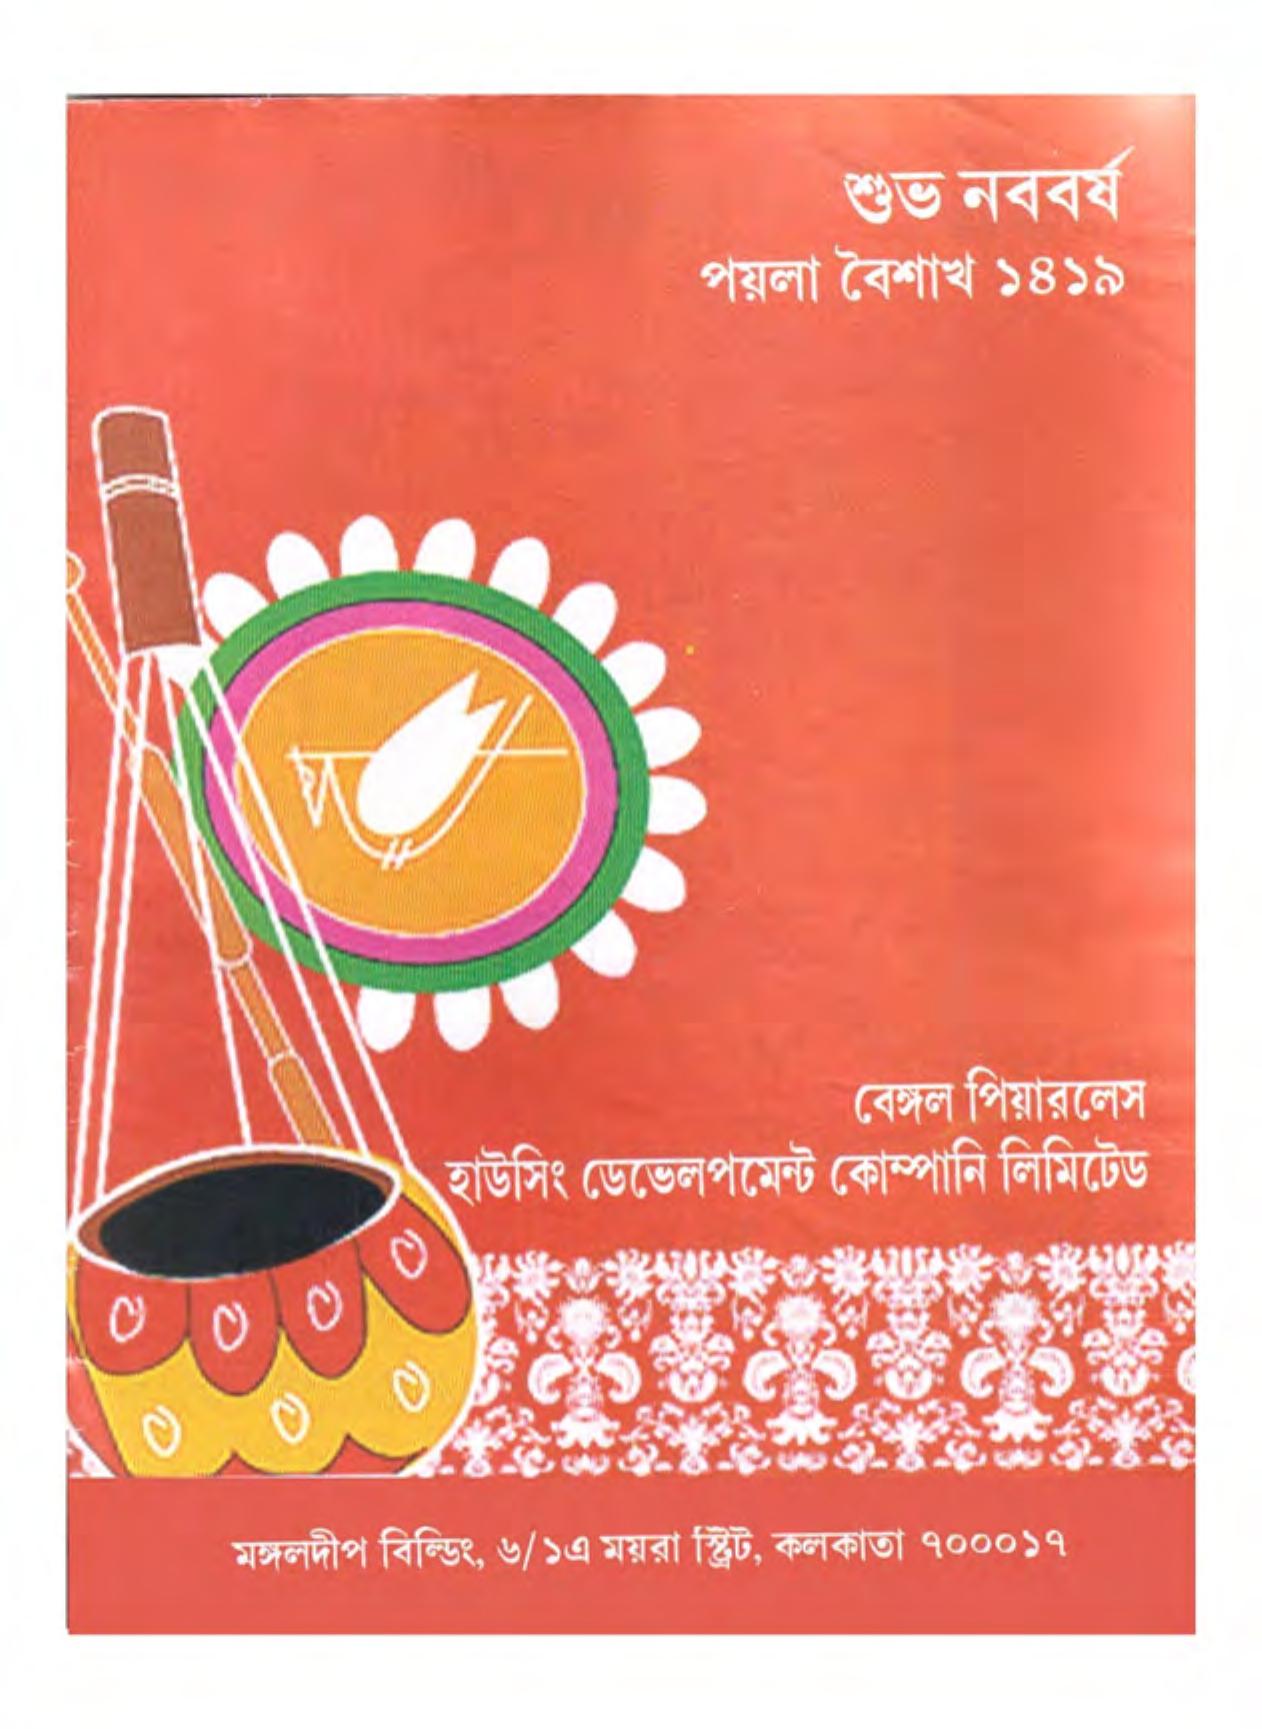 শুভ নববর্ষ
পয়লা বৈশাখ ১৪১৯
বেঙ্গল পিয়ারলেস
হাউসিং ডেভেলপমেন্ট কোম্পানি লিমিটেড
মঙ্গলদীপ বিল্ডিং, ৬/১এ ময়রা স্ট্রিট, কলকাতা ৭০০০১৭